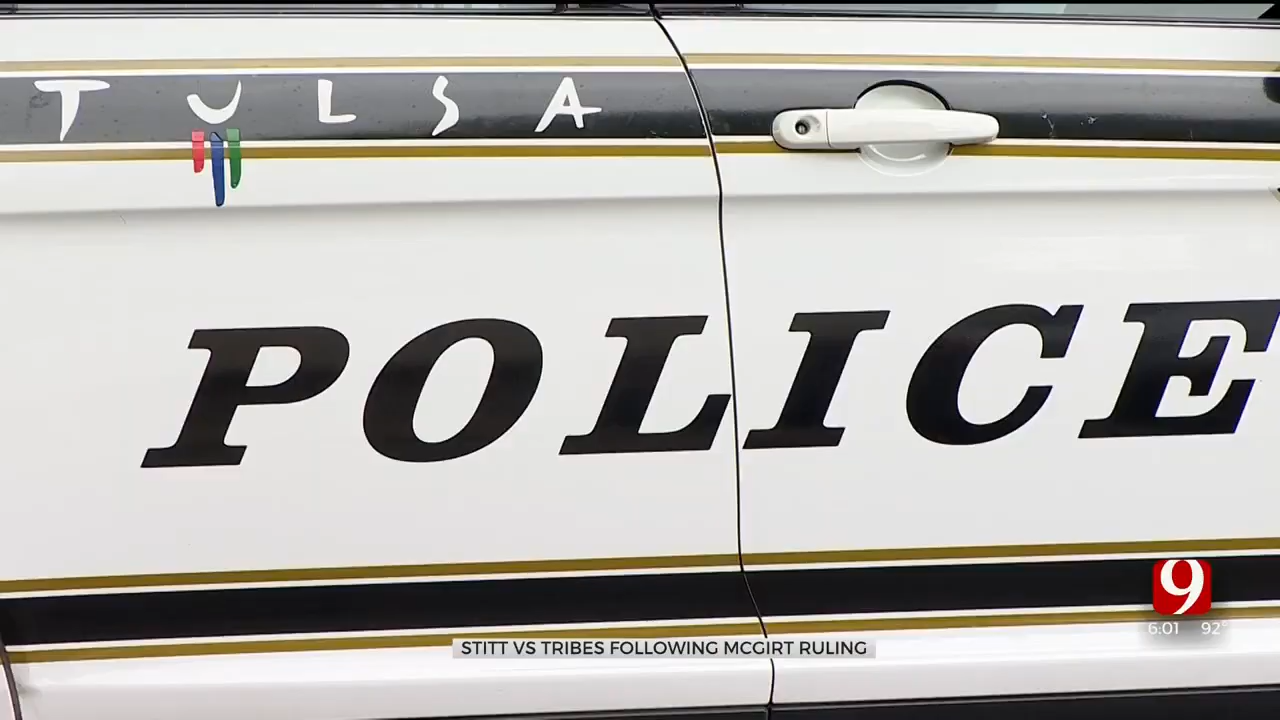 TULSA
POLICE
9
6:01 92°
STITT VS TRIBES FOLLOWING MCGIRT RULING